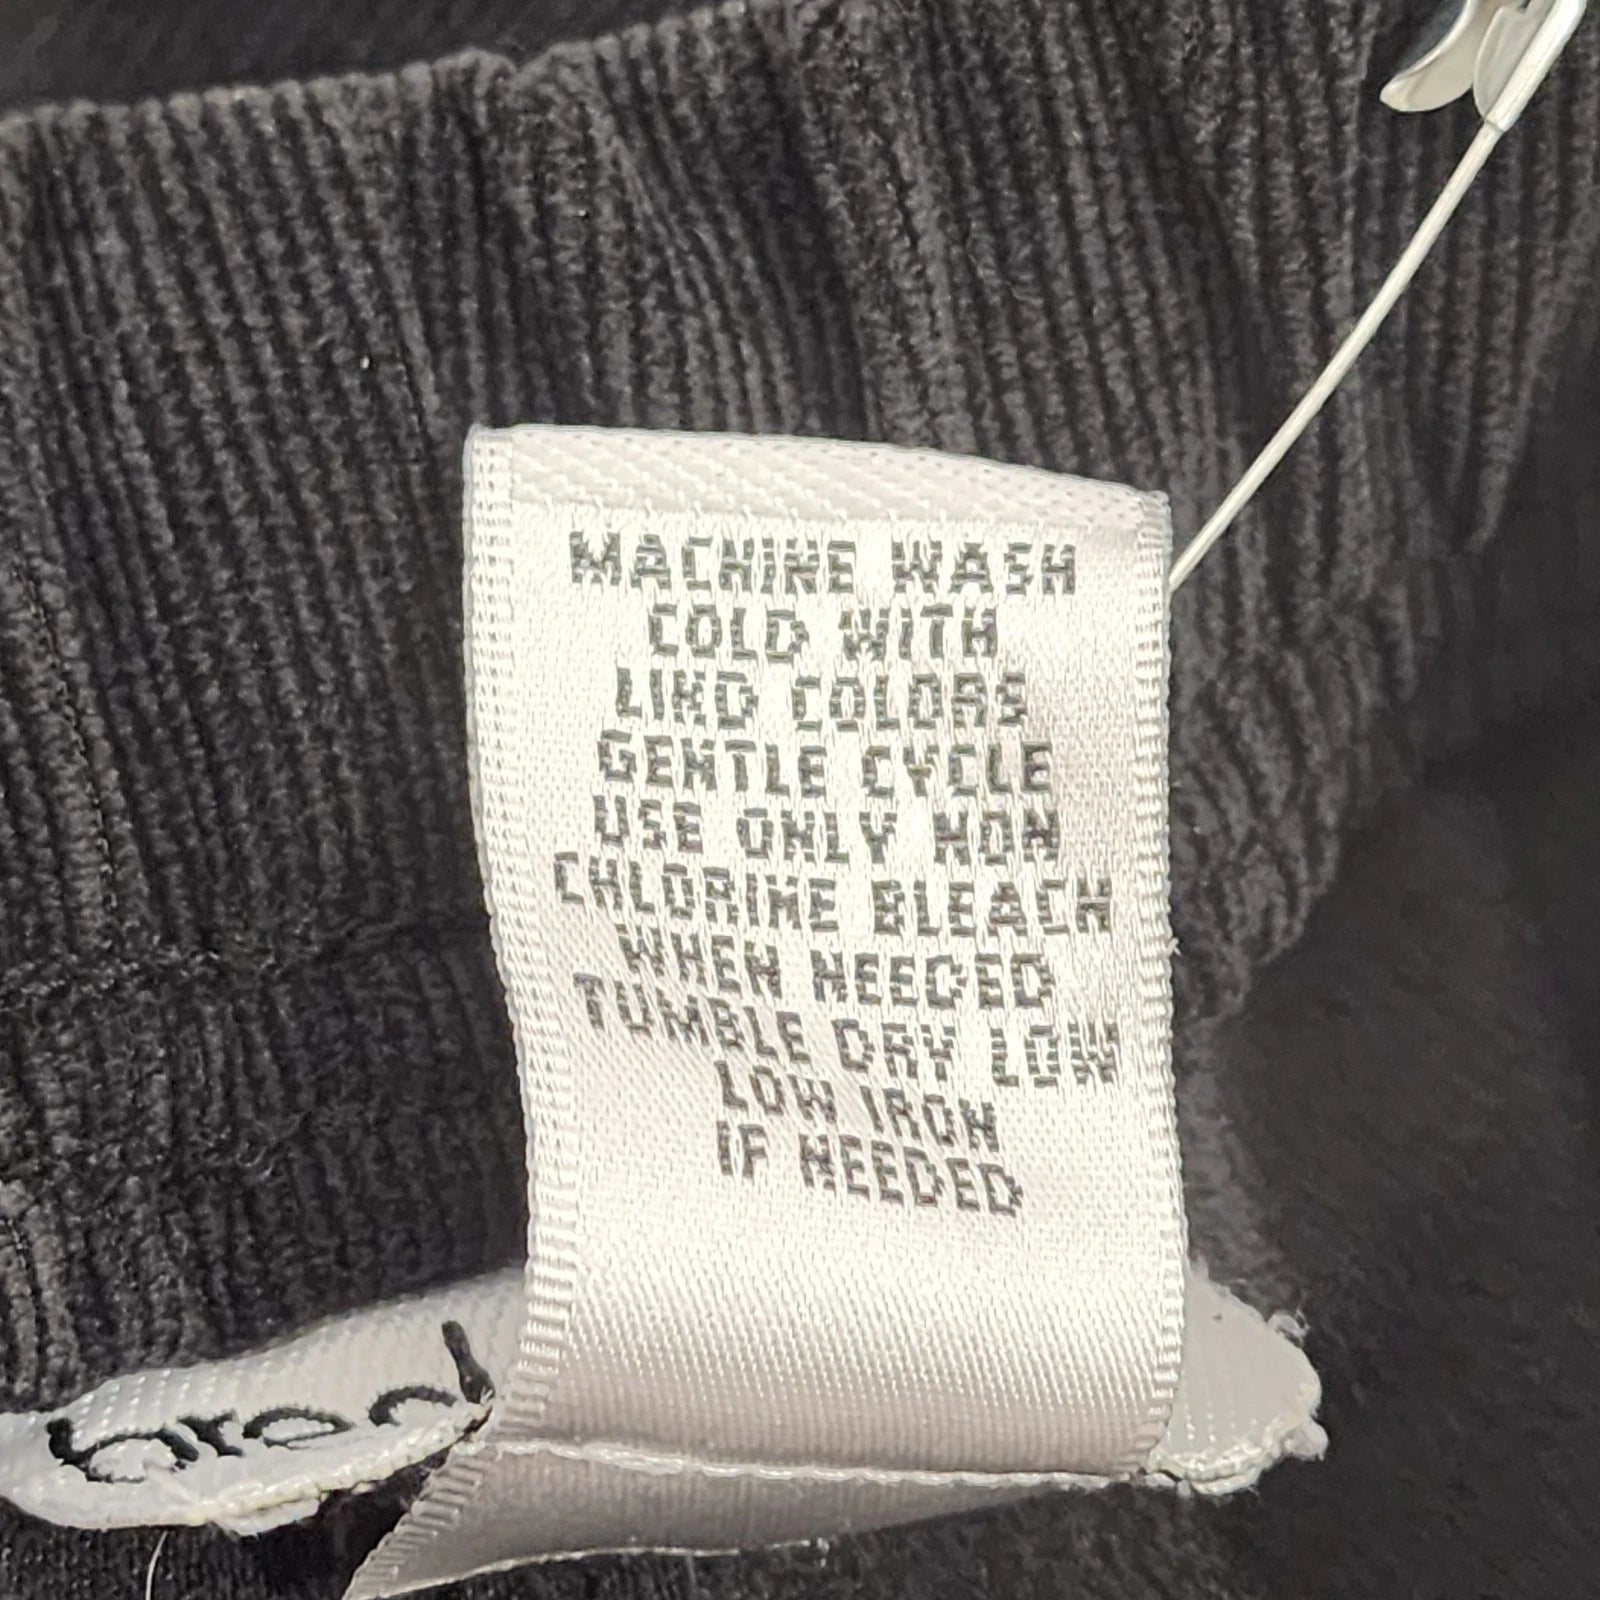 MACHINE WASH
COLD WITH
LIKD COLORS
GENTLE CYCLE
USE ONLY NON
CHLORINE BLEACH
WHEN NEEDED
TUMBLE DRY LOW
LOW IRON
IF NEEDED